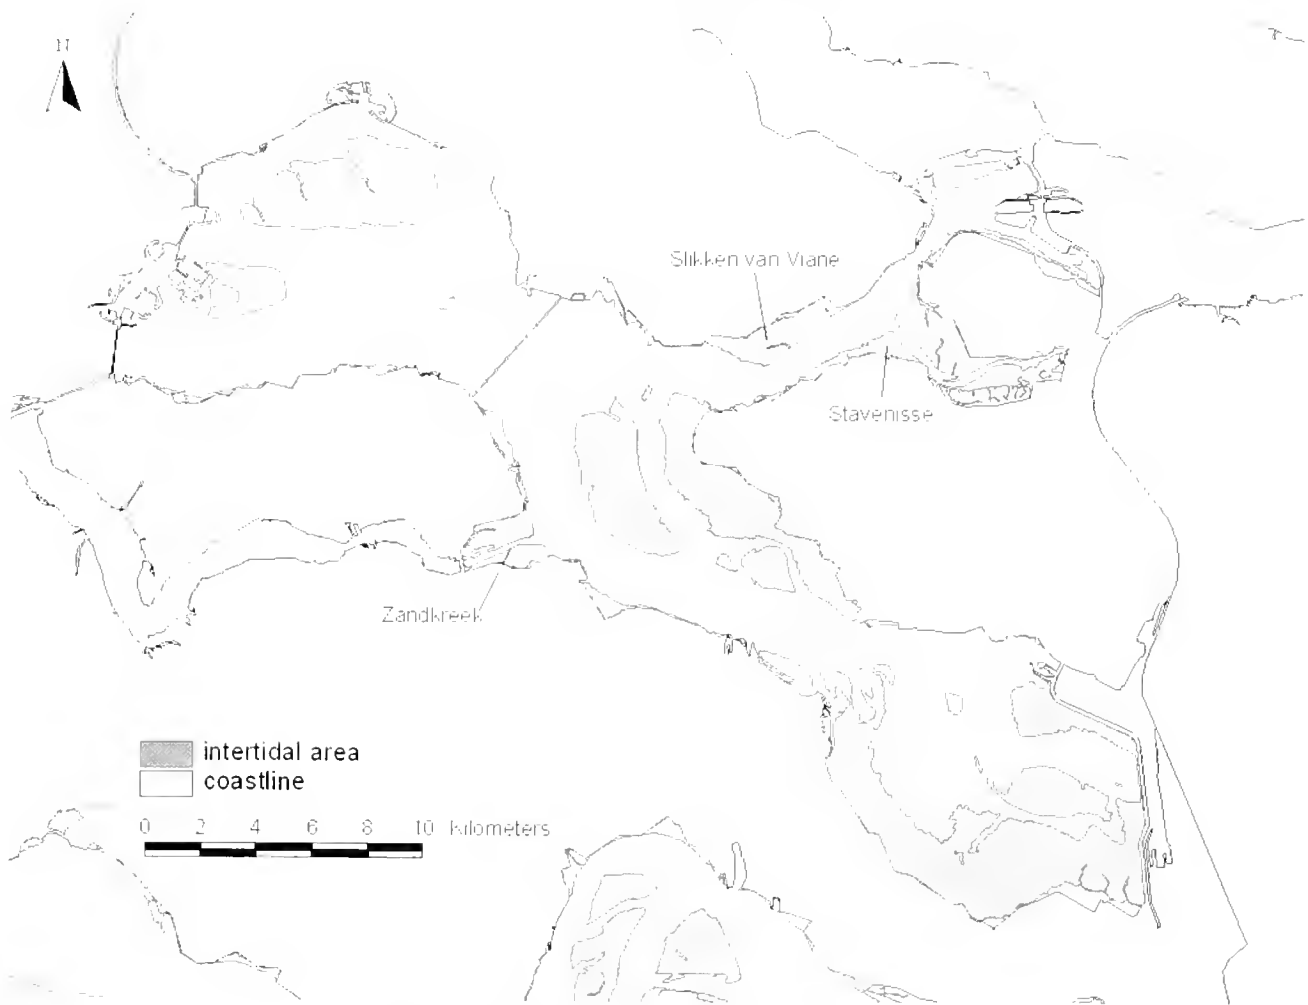 N
Slikken van Viane
Stavenisse
Zandkreek
intertidal area
coastline
0 2 4 6 8 10 Kilometers